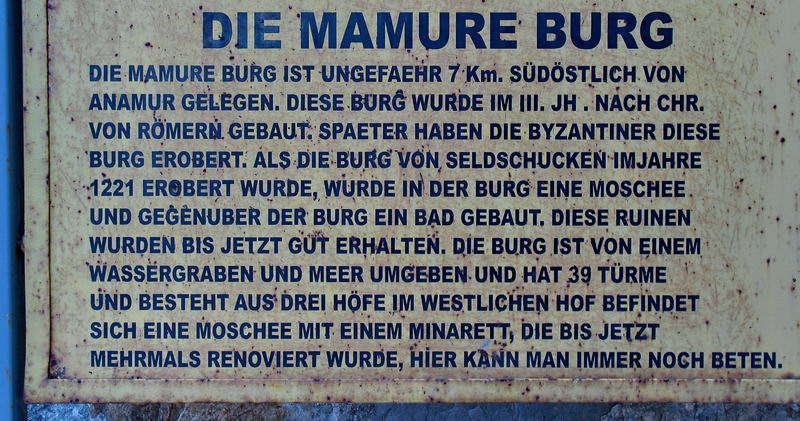 DIE MAMURE BURG
DIE MAMURE BURG IST UNGEFAEHR 7 Km. SÜDÖSTLICH VON
ANAMUR GELEGEN. DIESE BURG WURDE IM III. JH . NACH CHR.
VON RÖMERN GEBAUT. SPAETER HABEN DIE BYZANTINER DIESE
BURG EROBERT. ALS DIE BURG VON SELDSCHUCKEN IMJAHRE
1221 EROBERT WURDE, WURDE IN DER BURG EINE MOSCHEE
UND GEGENUBER DER BURG EIN BAD GEBAUT. DIESE RUINEN
WURDEN BIS JETZT GUT ERHALTEN. DIE BURG IST VON EINEM
WASSERGRABEN UND MEER UMGEBEN UND HAT 39 TÜRME
UND BESTEHT AUS DREI HÖFE IM WESTLICHEN HOF BEFINDET
SICH EINE MOSCHEE MIT EINEM MINARETT, DIE BIS JETZT
MEHRMALS RENOVIERT WURDE, HIER KANN MAN IMMER NOCH BETEN.